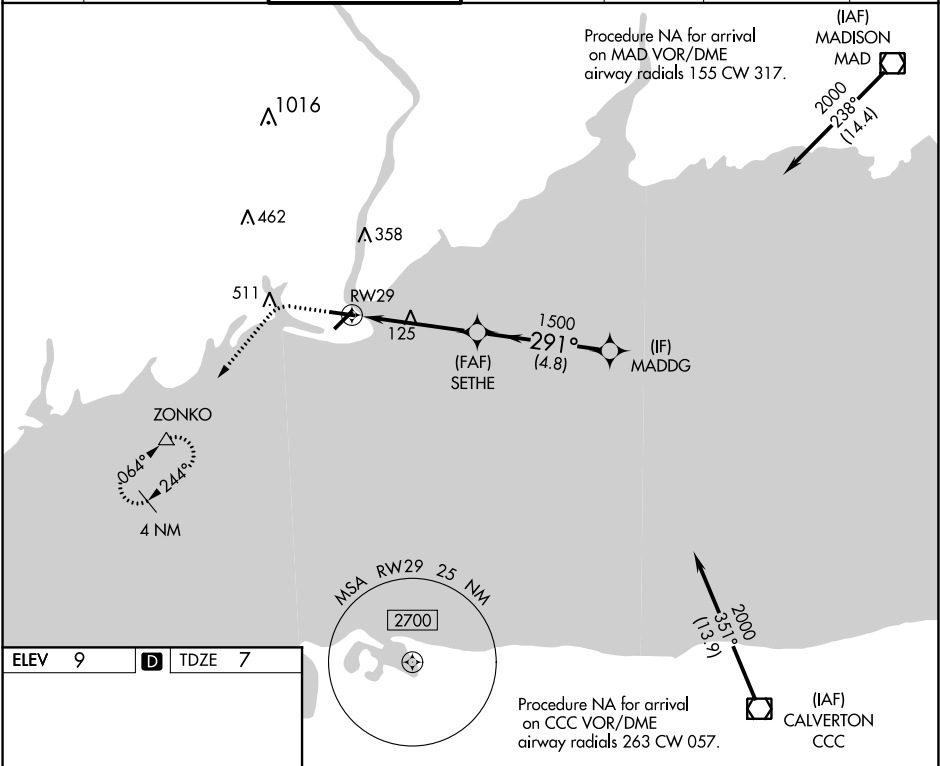 Procedure NA for arrival
on MAD VOR/DME
airway radials 155 CW 317.
(IAF)
MADISON
MAD
2000
238°
(14.4)
1016
462
358
511
RW29
125
(FAF)
SETHE
1500
291°
(4.8)
(IF)
MADDG
ZONKO
064°
244°
4 NM
MSA RW29 25 NM
2700
2000
351°
(13.9)
ELEV 9 D TDZE 7
Procedure NA for arrival
on CCC VOR/DME
airway radials 263 CW 057.
(IAF)
CALVERTON
CCC